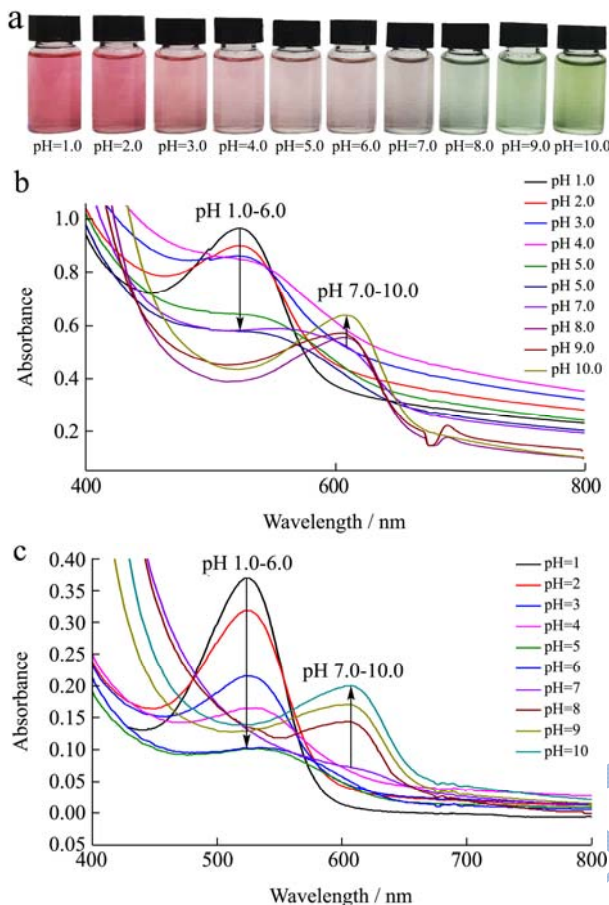 a
pH=1.0 pH=2.0 pH=3.0 pH=4.0 pH=5.0 pH=6.0 pH=7.0 pH=8.0 pH=9.0 pH=10.0
b
pH 1.0-6.0
pH 7.0-10.0
pH 1.0
pH 2.0
pH 3.0
pH 4.0
pH 5.0
pH 5.0
pH 7.0
pH 8.0
pH 9.0
pH 10.0
1.0
0.8
0.6
0.4
0.2
Absorbance
400 600 800
Wavelength / nm
c
pH 1.0-6.0
pH 7.0-10.0
pH=1
pH=2
pH=3
pH=4
pH=5
pH=6
pH=7
pH=8
pH=9
pH=10
0.40
0.35
0.30
0.25
0.20
0.15
0.10
0.05
0.00
0.05
Absorbance
400 500 600 700 800
Wavelength / nm